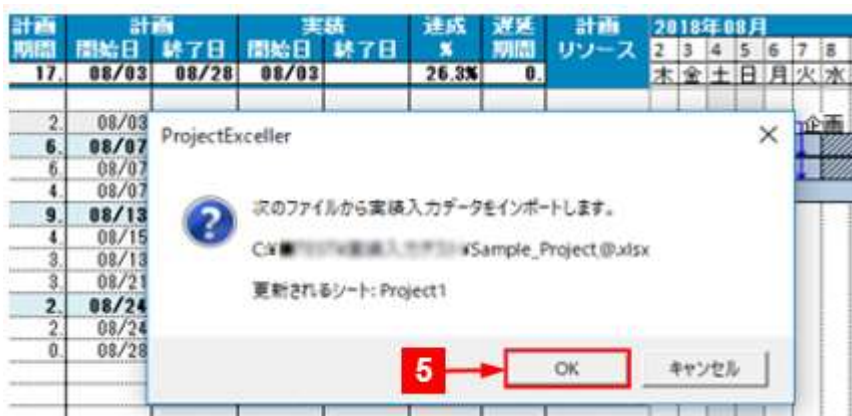 計画 計画 実績 達成 遅延 計画 2018年08月
期間 開始日 終了日 開始日 終了日 % 期間 リソース 2 3 4 5 6 7 8
17. 08/03 08/28 08/03 26.3% 0. 木 金 土 日 月 火 水
2. 08/03 企画
6. 08/07
6. 08/07
4. 08/07
9. 08/13
4. 08/15
3. 08/13
3. 08/21
2. 08/24
2. 08/24
0. 08/28
ProjectExceller
次のファイルから実績入力データをインポートします。
C:¥ ¥Sample_Project@.xlsx
更新されるシート: Project1
5 OK キャンセル